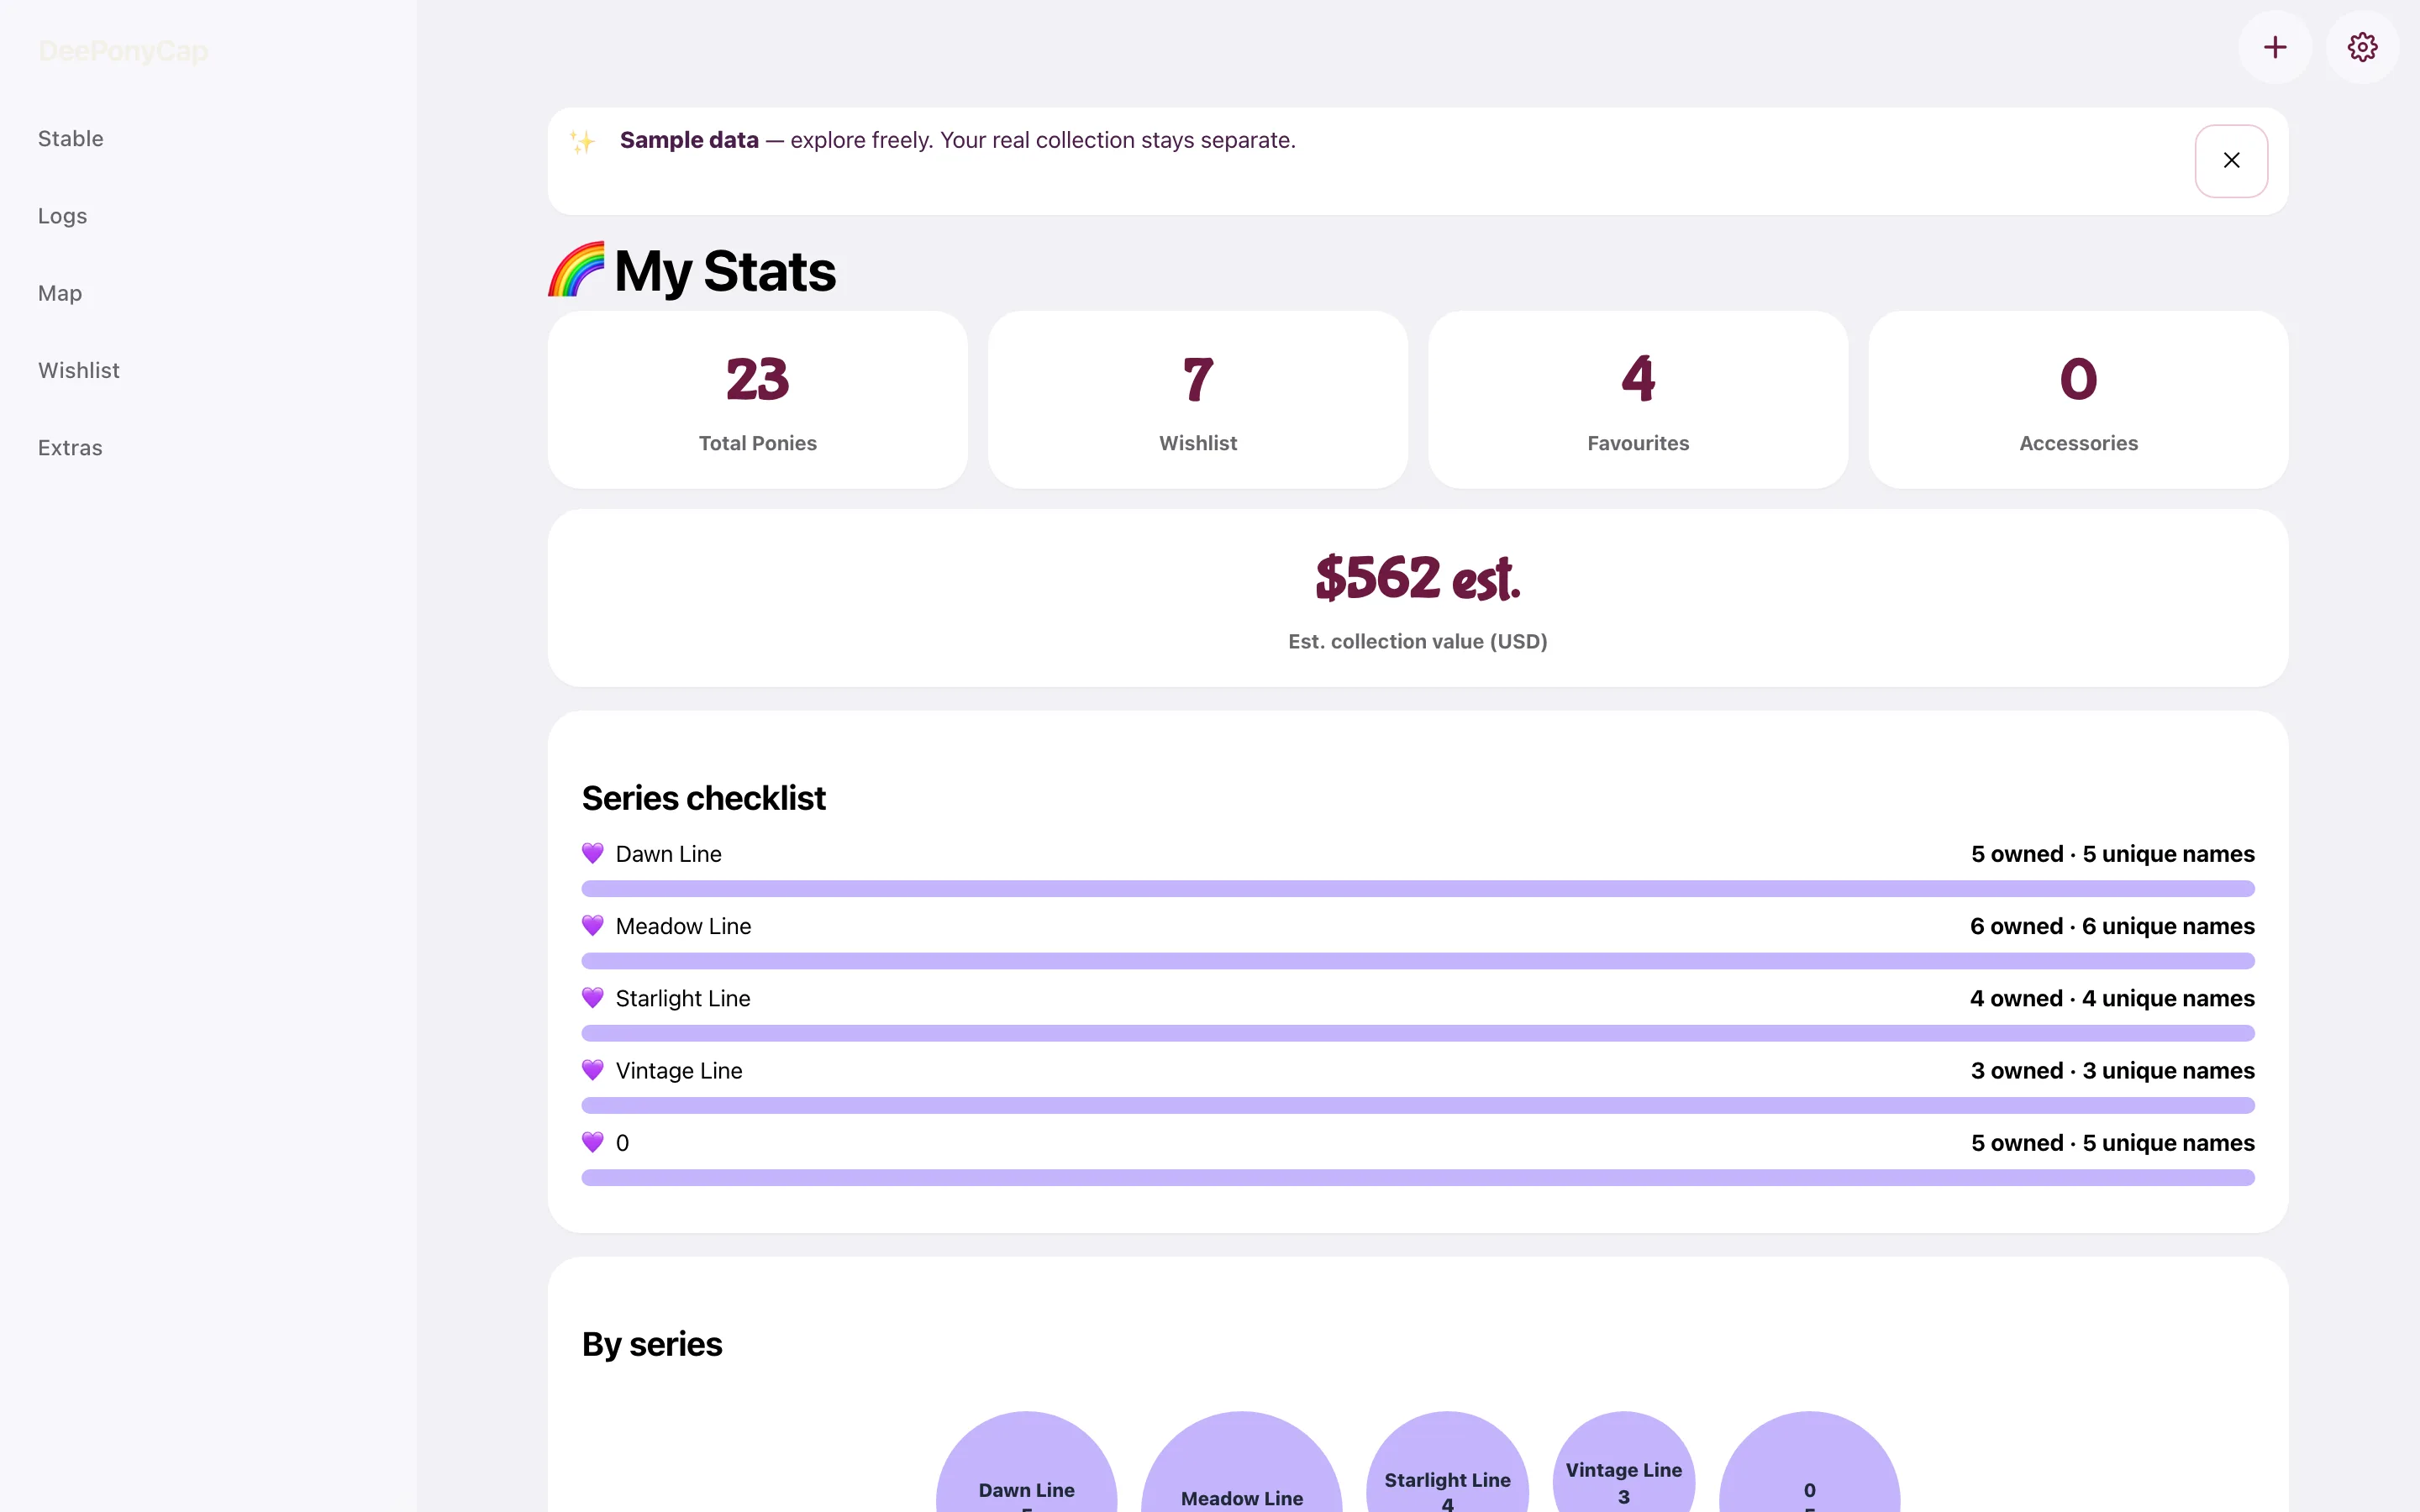 DeePonyCap
Stable
Logs
Map
Wishlist
Extras
✨ Sample data — explore freely. Your real collection stays separate.
🌈 My Stats
23
Total Ponies
7
Wishlist
4
Favourites
0
Accessories
$562 est.
Est. collection value (USD)
Series checklist
💜 Dawn Line 5 owned · 5 unique names
💜 Meadow Line 6 owned · 6 unique names
💜 Starlight Line 4 owned · 4 unique names
💜 Vintage Line 3 owned · 3 unique names
💜 0 5 owned · 5 unique names
By series
Dawn Line
Meadow Line
Starlight Line
4
Vintage Line
3
0